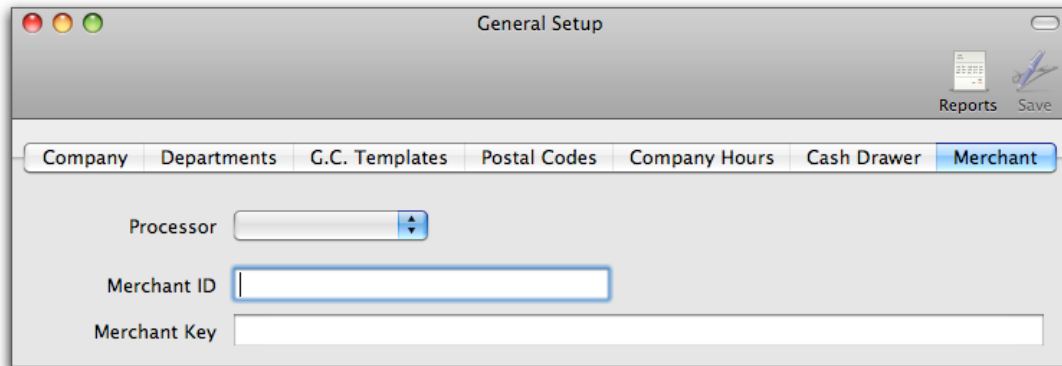 General Setup
Reports Save
Company Departments G.C. Templates Postal Codes Company Hours Cash Drawer Merchant
Processor
Merchant ID
Merchant Key